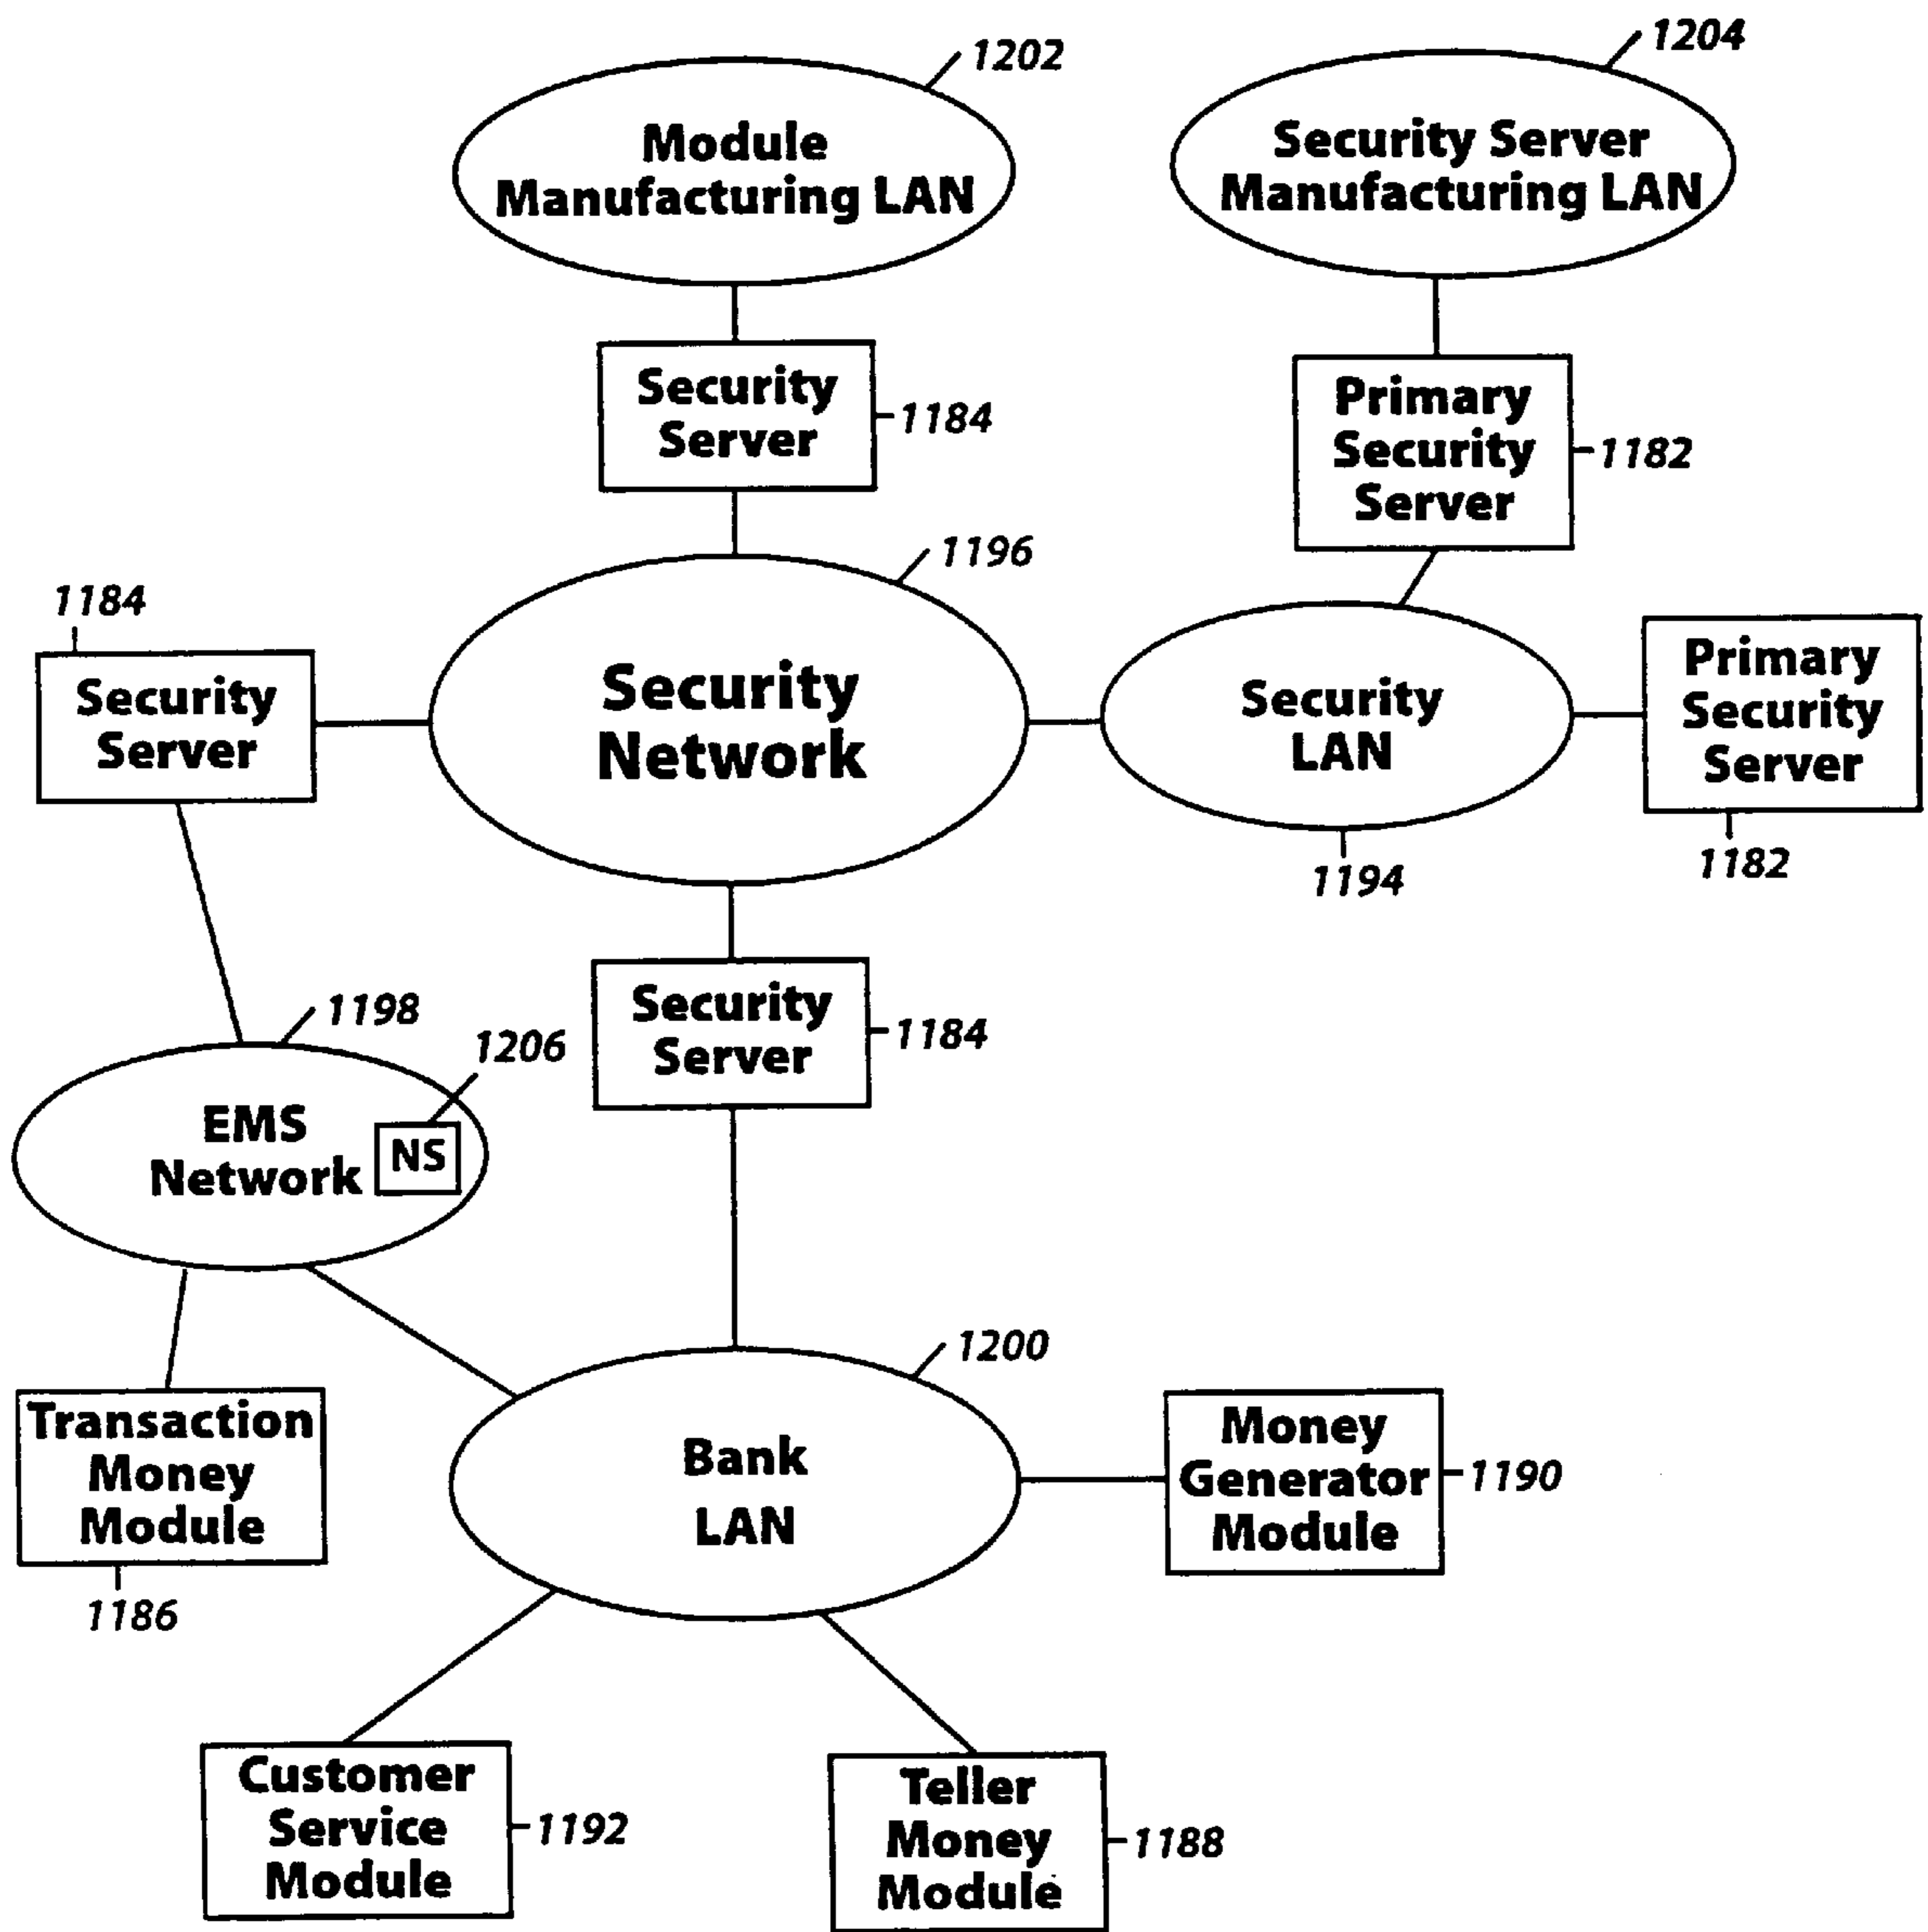 1202
Module
Manufacturing LAN
1204
Security Server
Manufacturing LAN
Security
Server
1184
Primary
Security
Server
1182
1196
Security
Network
1184
Security
Server
Security
LAN
1194
Primary
Security
Server
1182
Security
Server
1184
1198
1206
EMS
Network
NS
1200
Bank
LAN
Transaction
Money
Module
1186
Money
Generator
Module
1190
Customer
Service
Module
1192
Teller
Money
Module
1188